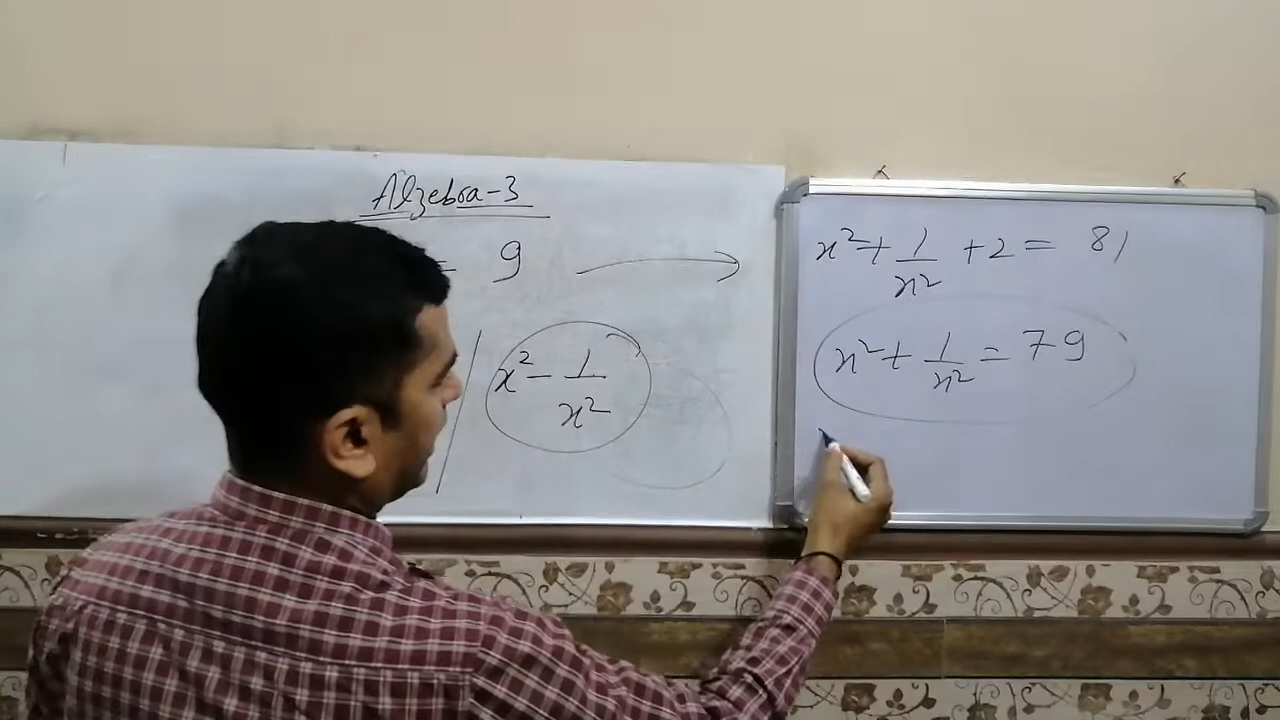 Alzebra-3
= 9
x² - 1/x²
x² + 1/x² + 2 = 81
x² + 1/x² = 79